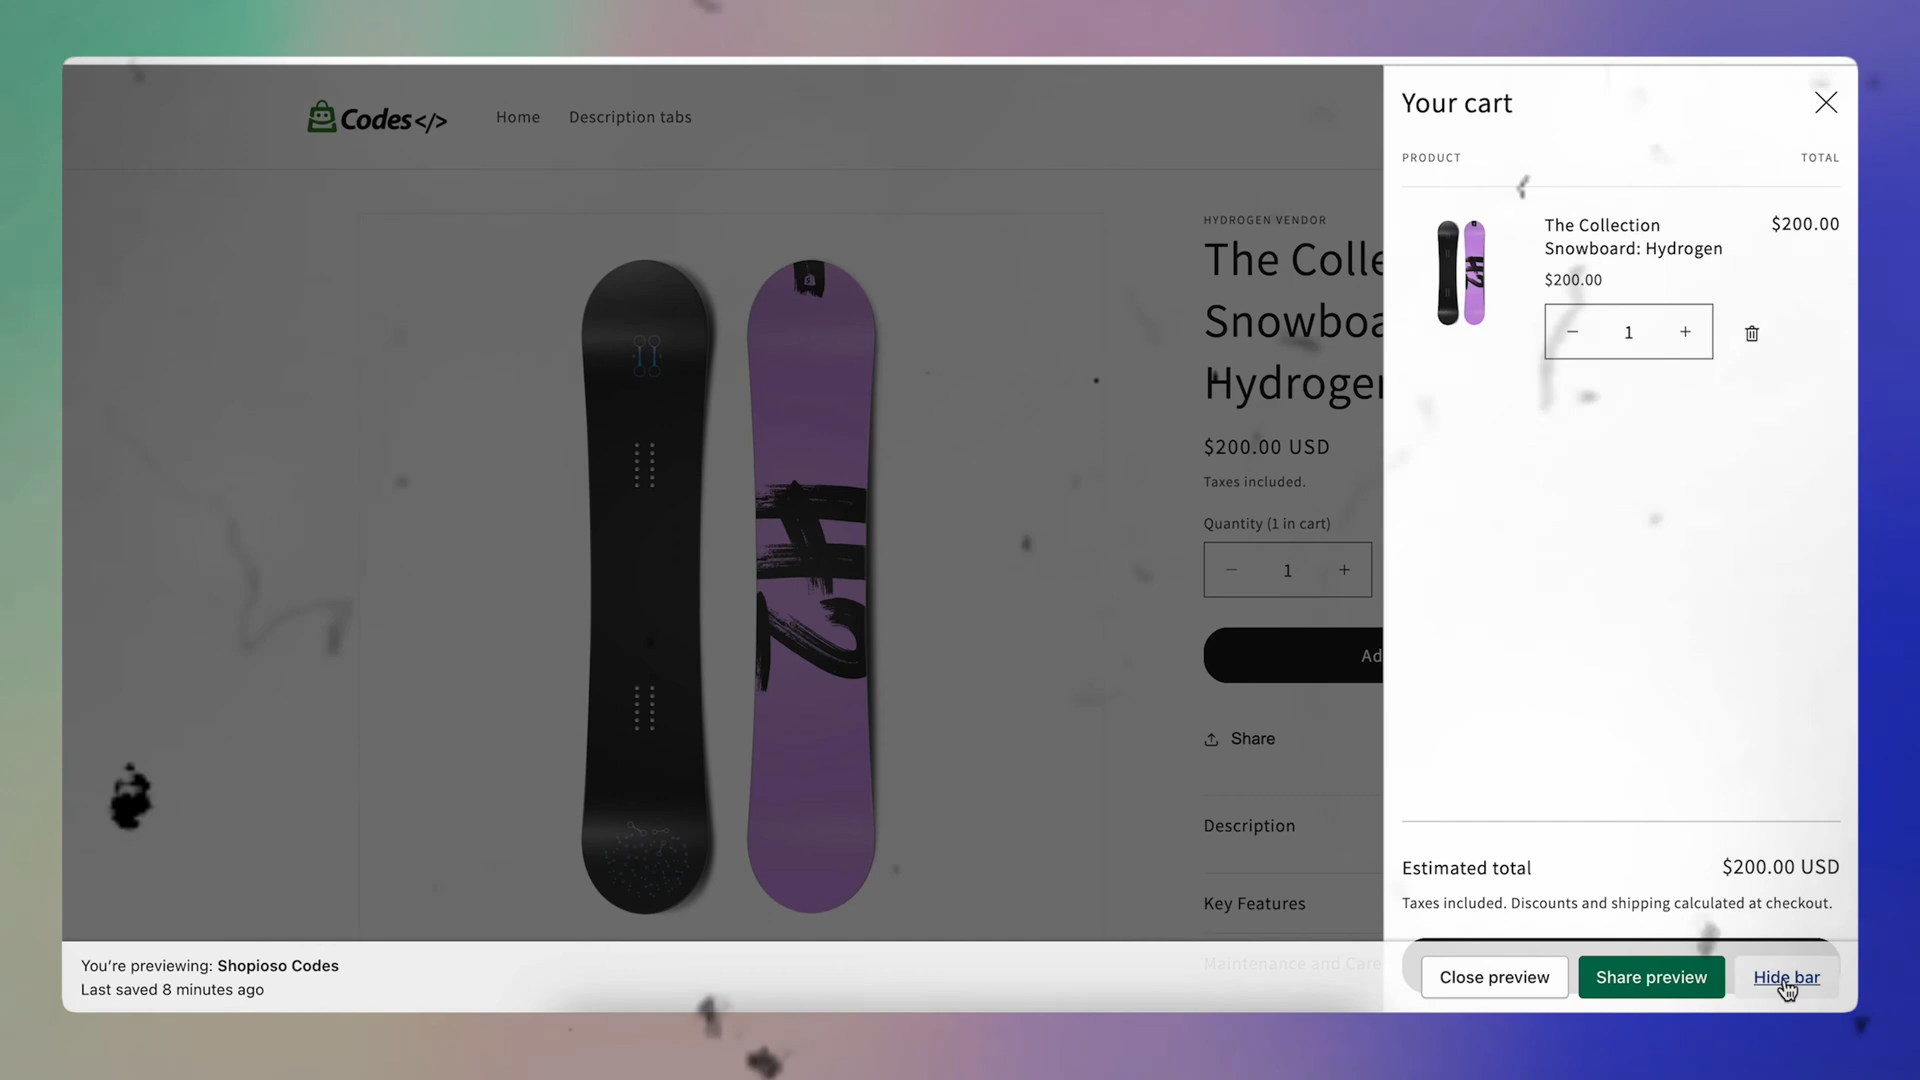 Codes</>
Home
Description tabs
HYDROGEN VENDOR
The Colle
Snowboa
Hydrogen
$200.00 USD
Taxes included.
Quantity (1 in cart)
− 1 +
Ad
Share
Description
Key Features
Maintenance and Care
Your cart
PRODUCT
TOTAL
The Collection
Snowboard: Hydrogen
$200.00
$200.00
− 1 +
Estimated total
$200.00 USD
Taxes included. Discounts and shipping calculated at checkout.
You're previewing: Shopioso Codes
Last saved 8 minutes ago
Close preview
Share preview
Hide bar